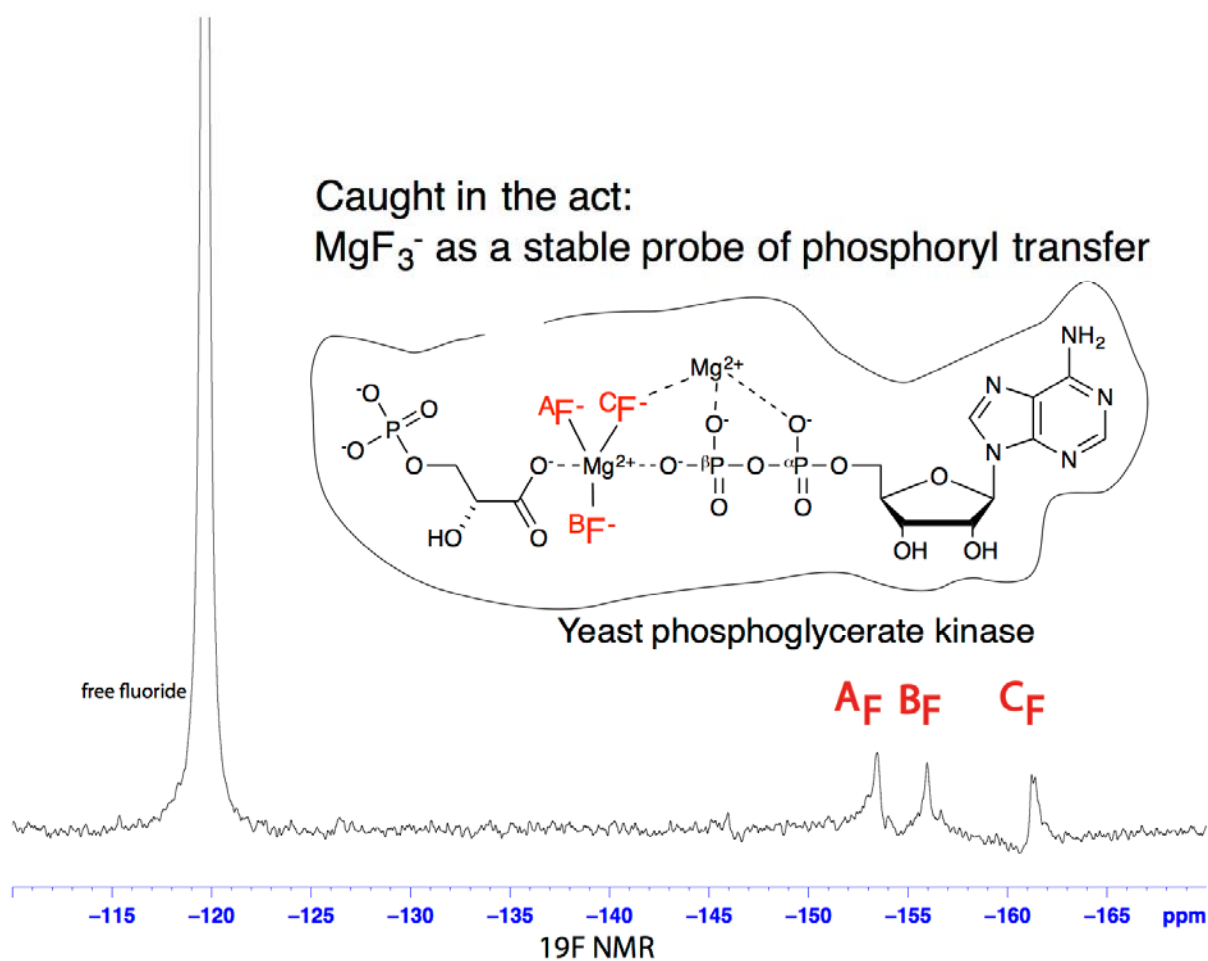 Caught in the act:
MgF₃⁻ as a stable probe of phosphoryl transfer
NH₂
Mg²⁺
N
N
⁻O
O
ᴬF⁻
ᶜF⁻
P
⁻O
O⁻
O⁻
N
N
O
O⁻
Mg²⁺
O⁻
ᵝP
O
ᵅP
O
O
HO
O
ᴮF⁻
O
O
OH
OH
Yeast phosphoglycerate kinase
free fluoride
ᴬF
ᴮF
ᶜF
−115 −120 −125 −130 −135 −140 −145 −150 −155 −160 −165 ppm
19F NMR